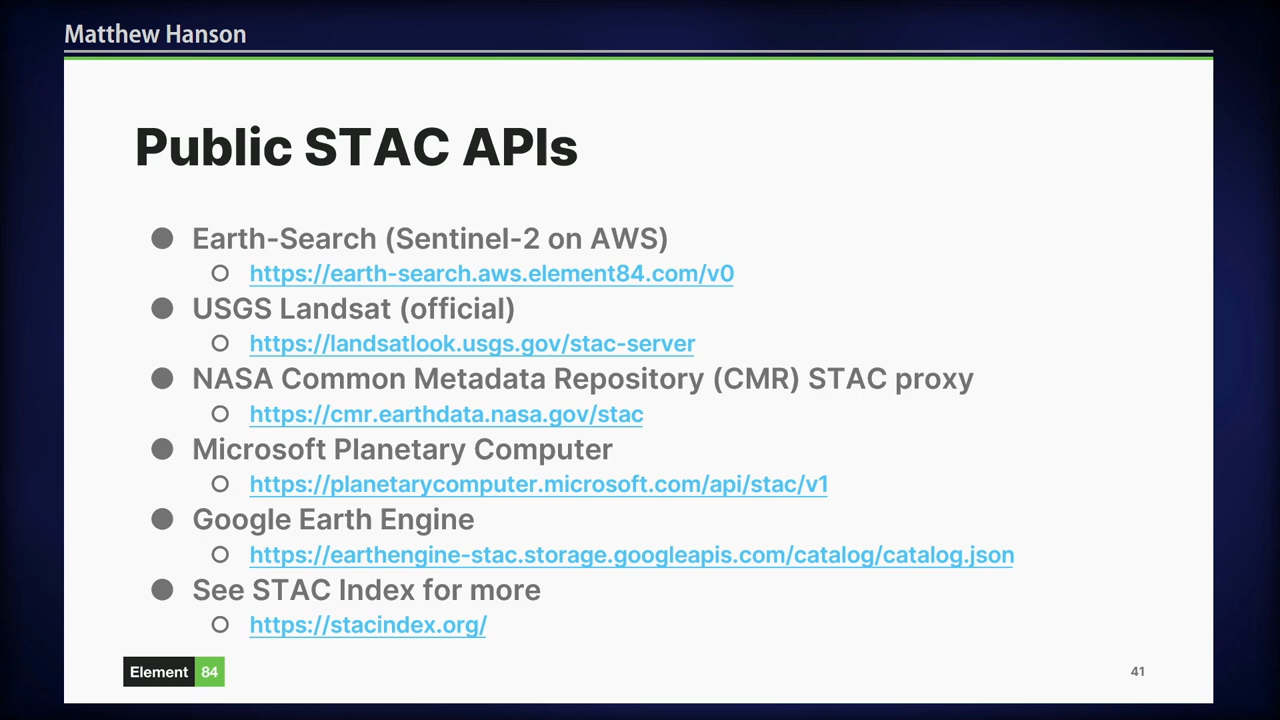 Matthew Hanson
Public STAC APIs
● Earth-Search (Sentinel-2 on AWS)
○ https://earth-search.aws.element84.com/v0
● USGS Landsat (official)
○ https://landsatlook.usgs.gov/stac-server
● NASA Common Metadata Repository (CMR) STAC proxy
○ https://cmr.earthdata.nasa.gov/stac
● Microsoft Planetary Computer
○ https://planetarycomputer.microsoft.com/api/stac/v1
● Google Earth Engine
○ https://earthengine-stac.storage.googleapis.com/catalog/catalog.json
● See STAC Index for more
○ https://stacindex.org/
Element 84
41